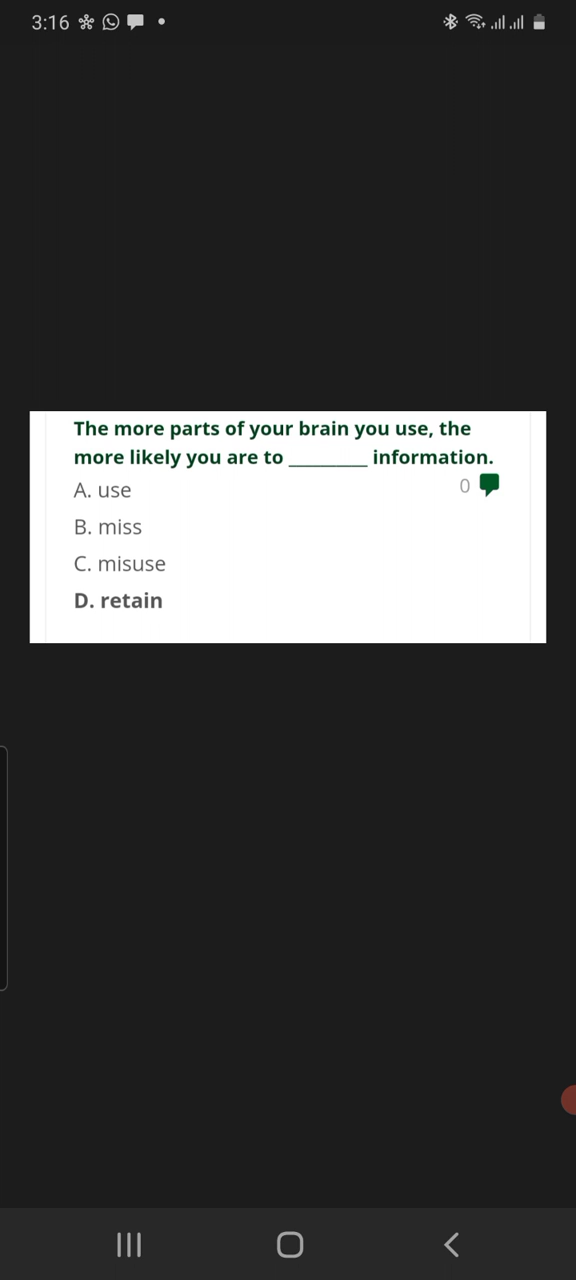 3:16
The more parts of your brain you use, the
more likely you are to ________ information.
A. use
0
B. miss
C. misuse
D. retain